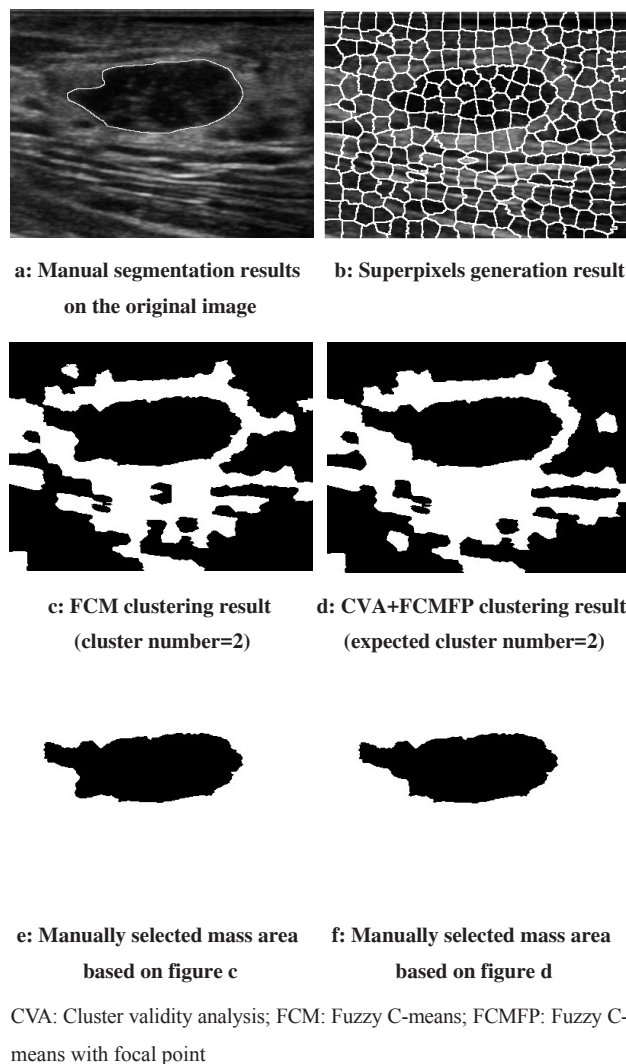 a: Manual segmentation results
on the original image
b: Superpixels generation result
c: FCM clustering result
(cluster number=2)
d: CVA+FCMFP clustering result
(expected cluster number=2)
e: Manually selected mass area
based on figure c
f: Manually selected mass area
based on figure d
CVA: Cluster validity analysis; FCM: Fuzzy C-means; FCMFP: Fuzzy C-
means with focal point